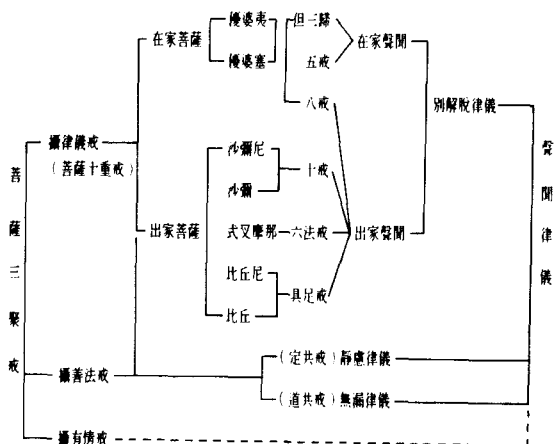 菩薩三聚戒
攝律儀戒
(菩薩十重戒)
攝善法戒
攝有情戒
在家菩薩
出家菩薩
優婆夷
優婆塞
沙彌尼
沙彌
式叉摩那
比丘尼
比丘
但三歸
五戒
八戒
十戒
六法戒
具足戒
在家聲聞
出家聲聞
別解脫律儀
(定共戒)靜慮律儀
(道共戒)無漏律儀
聲聞律儀